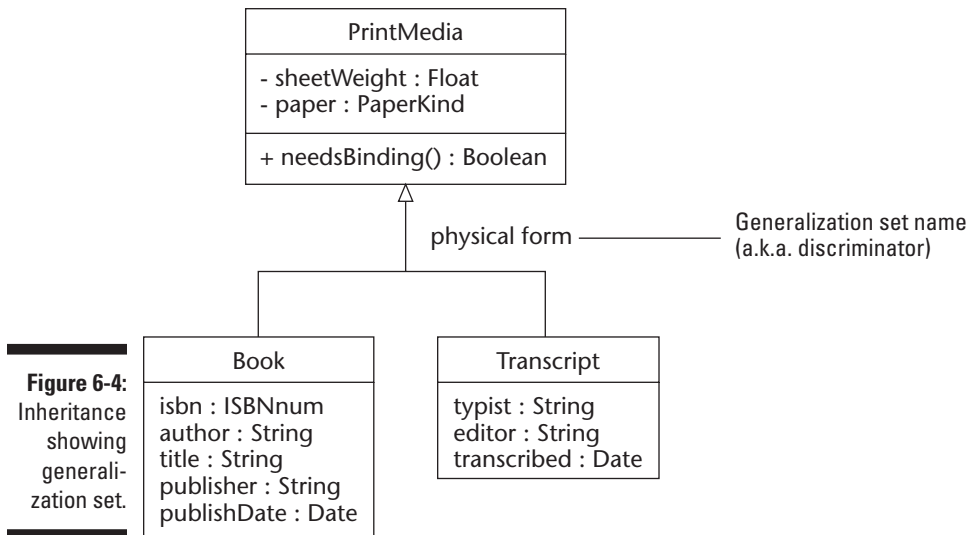 PrintMedia
- sheetWeight : Float
- paper : PaperKind
+ needsBinding() : Boolean
physical form
Generalization set name
(a.k.a. discriminator)
Book
isbn : ISBNnum
author : String
title : String
publisher : String
publishDate : Date
Transcript
typist : String
editor : String
transcribed : Date
Figure 6-4:
Inheritance
showing
generali-
zation set.